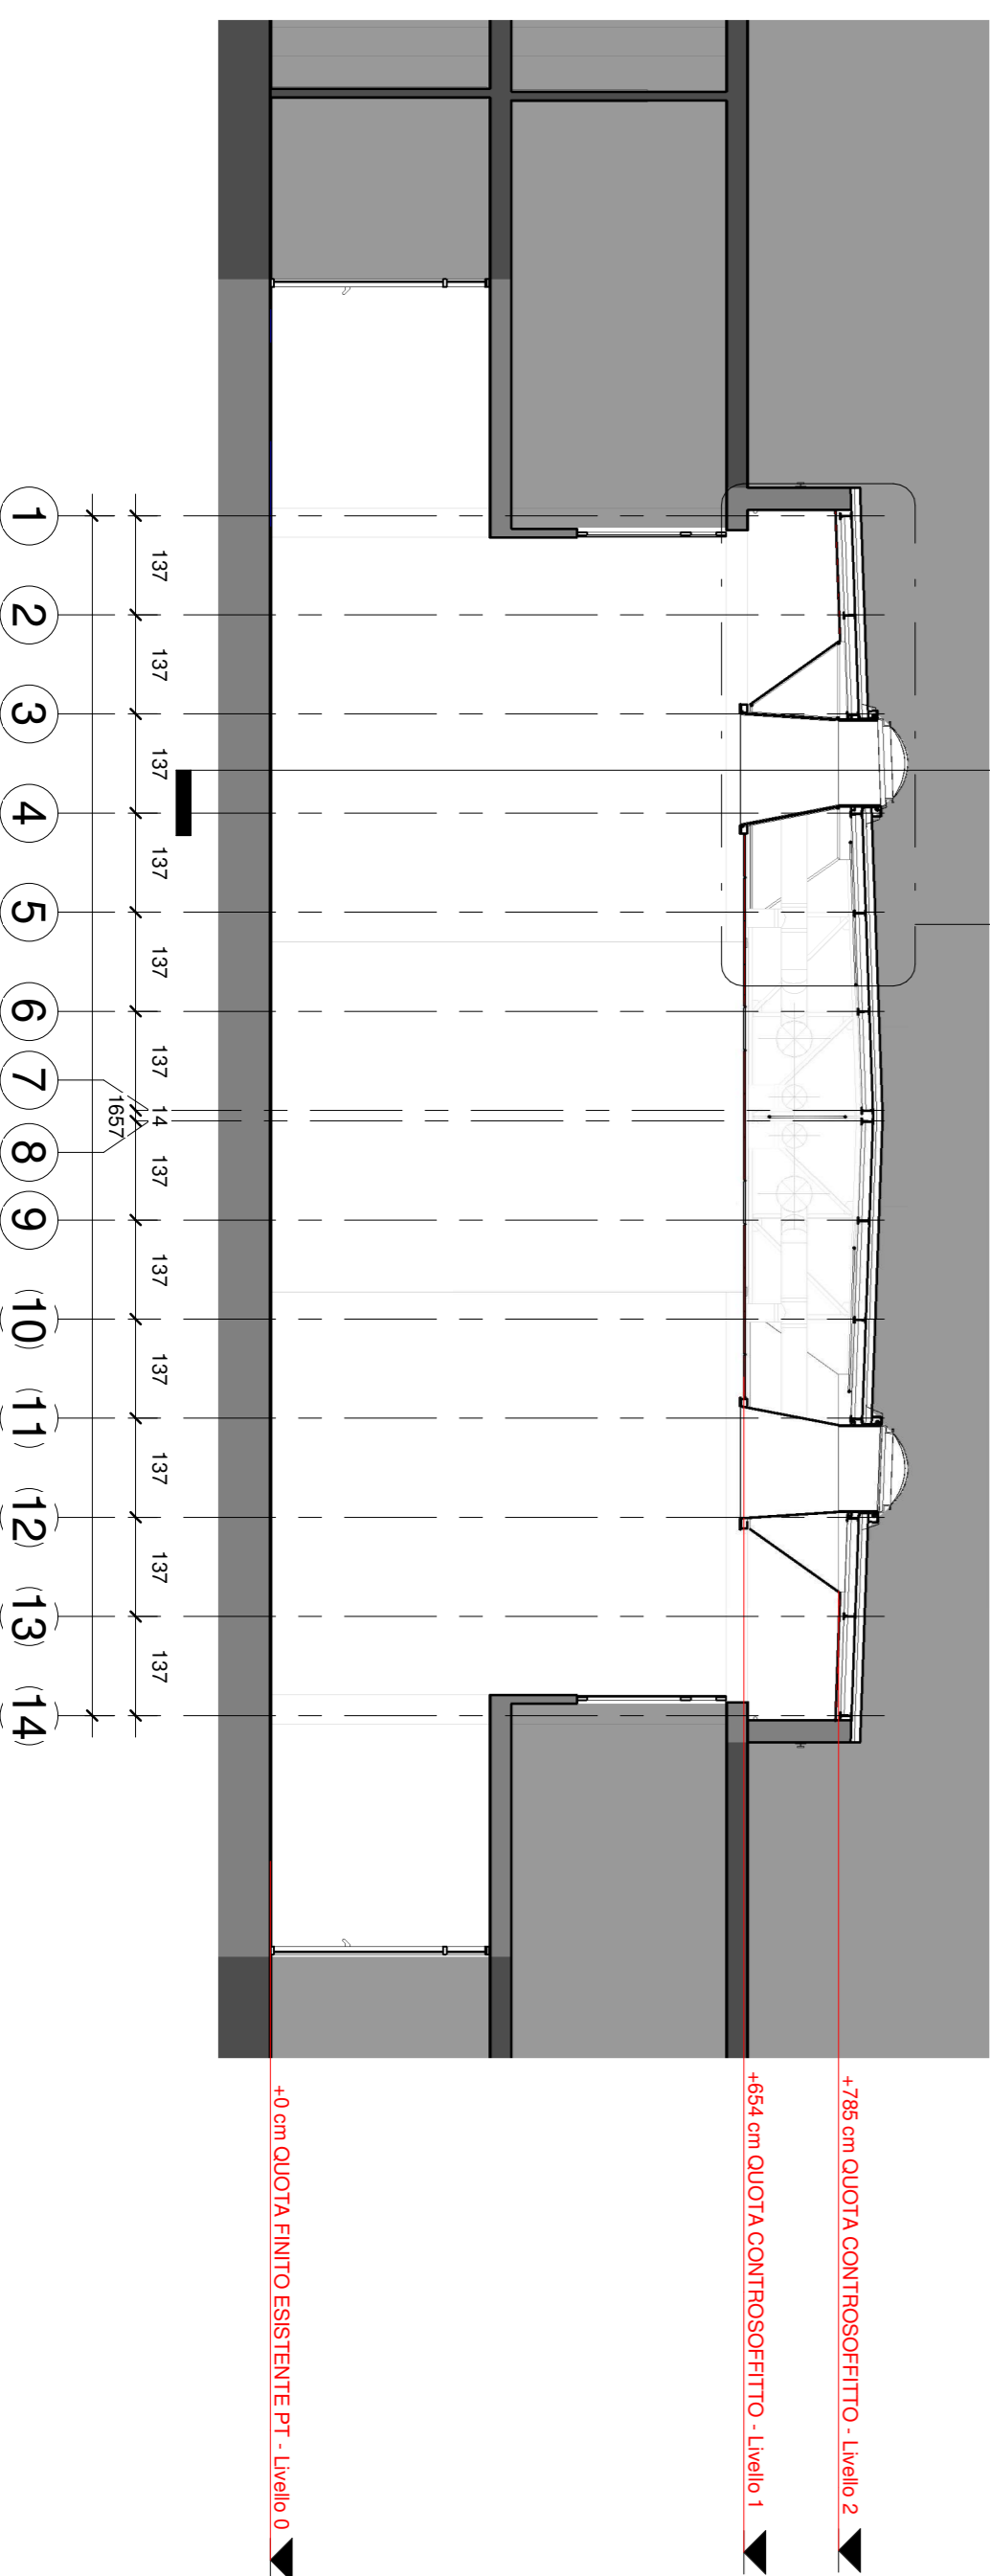 +785 cm QUOTA CONTROSOFFITTO - Livello 2
+654 cm QUOTA CONTROSOFFITTO - Livello 1
+0 cm QUOTA FINITO ESISTENTE PT - Livello 0
137 137 137 137 137 137 14 137 137 137 137 137 137
1657
1 2 3 4 5 6 7 8 9 (10) (11) (12) (13) (14)